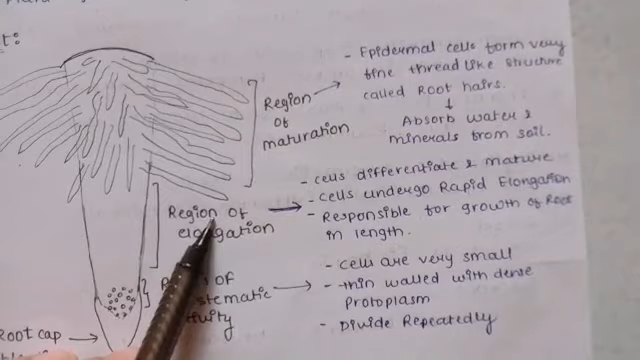 t:
- Epidermal cells form very
fine thread like structure
called Root hairs.
↓
Absorb water &
minerals from soil.
Region
of
maturation
- cells differentiate & mature
- Cells undergo Rapid Elongation
- Responsible for growth of Root
in length.
Region of
elongation
of
- cells are very small
- thin walled with dense
Protoplasm
- Divide Repeatedly
Root cap